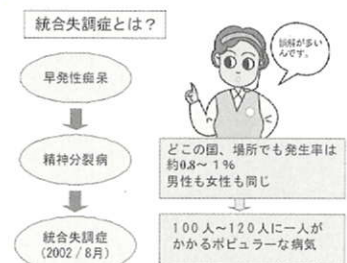 統合失調症とは？
誤解が多い
んです。
早発性痴呆
精神分裂病
統合失調症
(2002/8月)
どこの国、場所でも発生率は
約0.8～1%
男性も女性も同じ
100人～120人に一人が
かかるポピュラーな病気